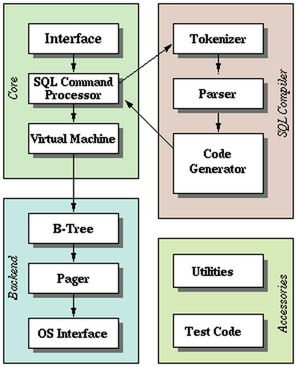 Core
Interface
SQL Command
Processor
Virtual Machine
SQL Compiler
Tokenizer
Parser
Code
Generator
Backend
B-Tree
Pager
OS Interface
Accessories
Utilities
Test Code